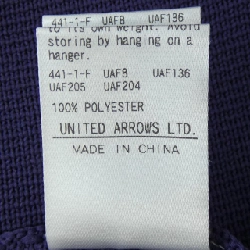 441-1-F UAF8 UAF136
to its own weight. Avoid
storing by hanging on a
hanger.
441-1-F UAF8 UAF136
UAF205 UAF204
100% POLYESTER
UNITED ARROWS LTD.
MADE IN CHINA